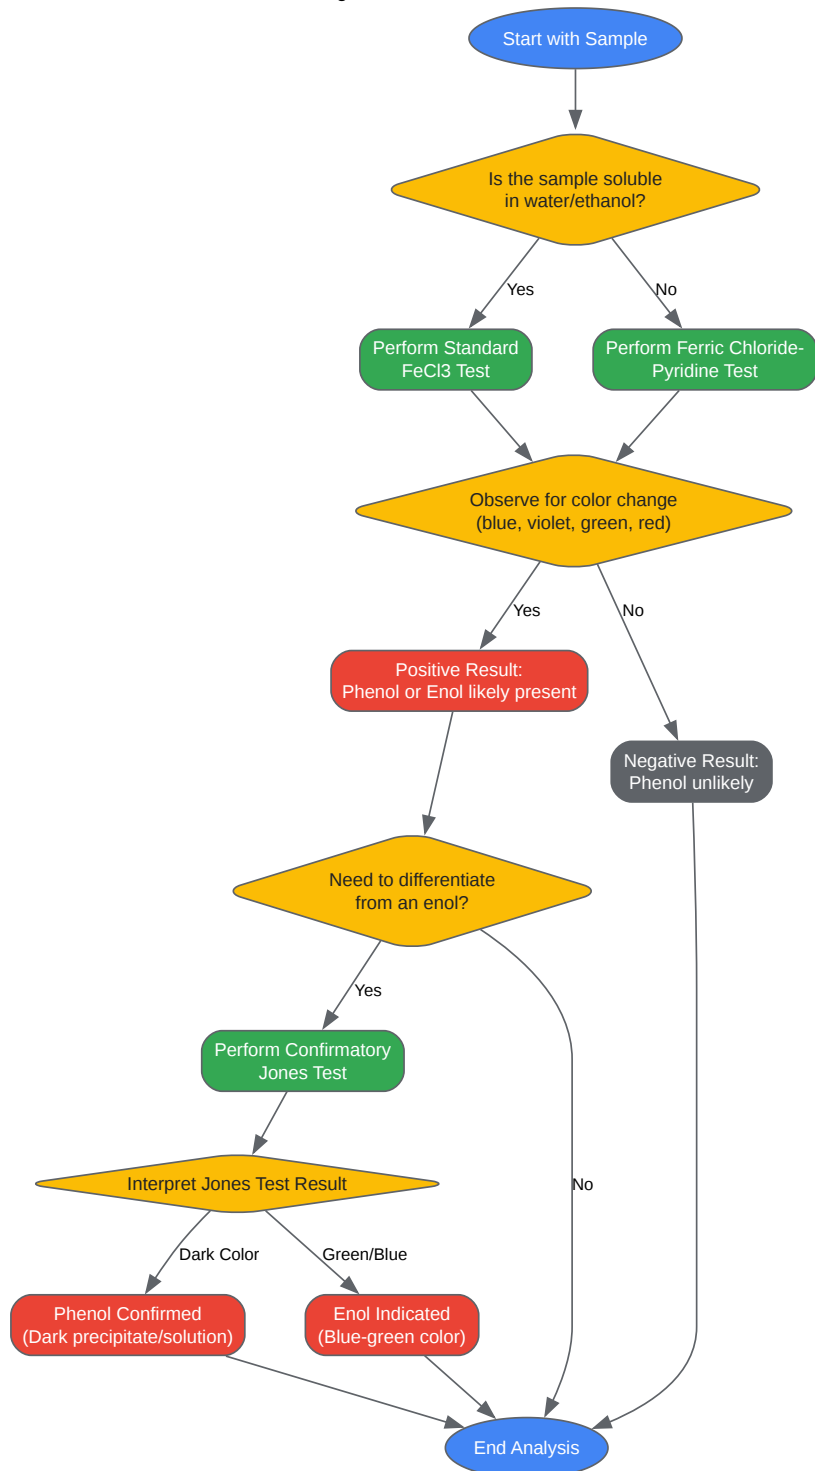 Start with Sample
Is the sample soluble
in water/ethanol?
Yes
No
Perform Standard
FeCl3 Test
Perform Ferric Chloride-
Pyridine Test
Observe for color change
(blue, violet, green, red)
Yes
No
Positive Result:
Phenol or Enol likely present
Negative Result:
Phenol unlikely
Need to differentiate
from an enol?
Yes
Perform Confirmatory
Jones Test
No
Interpret Jones Test Result
Dark Color
Green/Blue
Phenol Confirmed
(Dark precipitate/solution)
Enol Indicated
(Blue-green color)
End Analysis